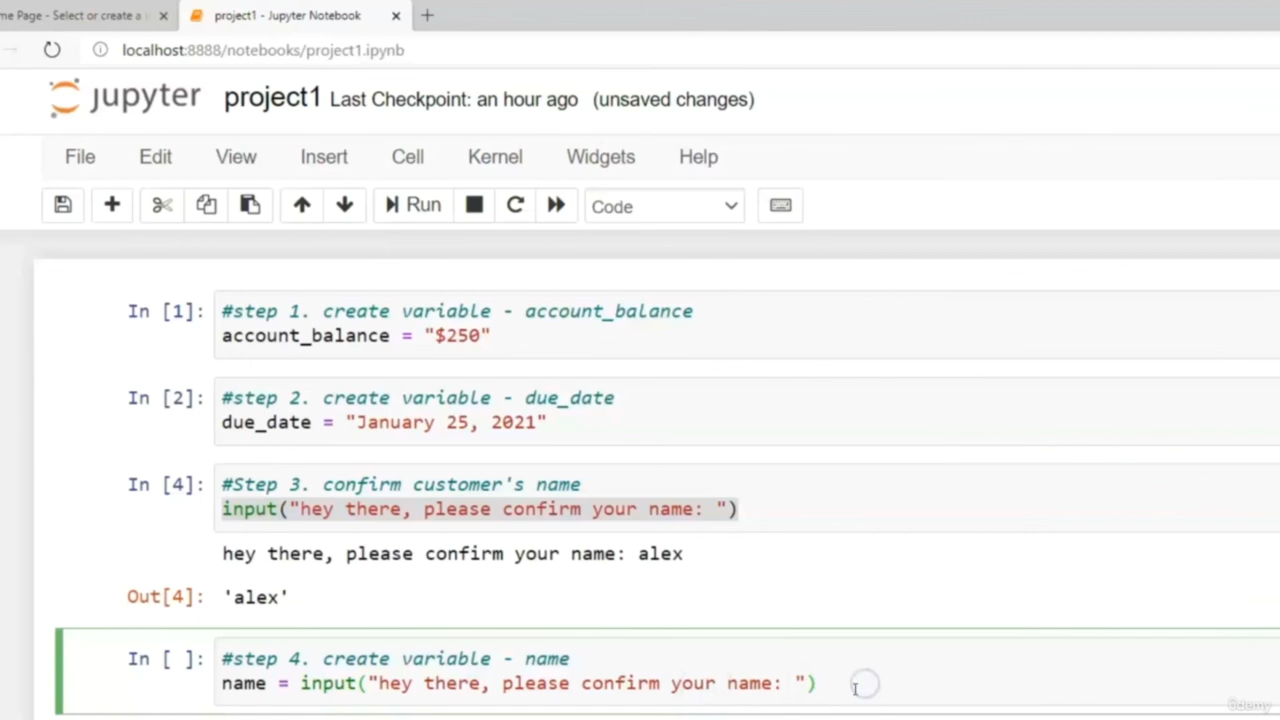 me Page - Select or create a
project1 - Jupyter Notebook
localhost:8888/notebooks/project1.ipynb
jupyter project1 Last Checkpoint: an hour ago (unsaved changes)
File Edit View Insert Cell Kernel Widgets Help
Run Code
In [1]: #step 1. create variable - account_balance
account_balance = "$250"
In [2]: #step 2. create variable - due_date
due_date = "January 25, 2021"
In [4]: #Step 3. confirm customer's name
input("hey there, please confirm your name: ")
hey there, please confirm your name: alex
Out[4]: 'alex'
In [ ]: #step 4. create variable - name
name = input("hey there, please confirm your name: ")
ûdemy